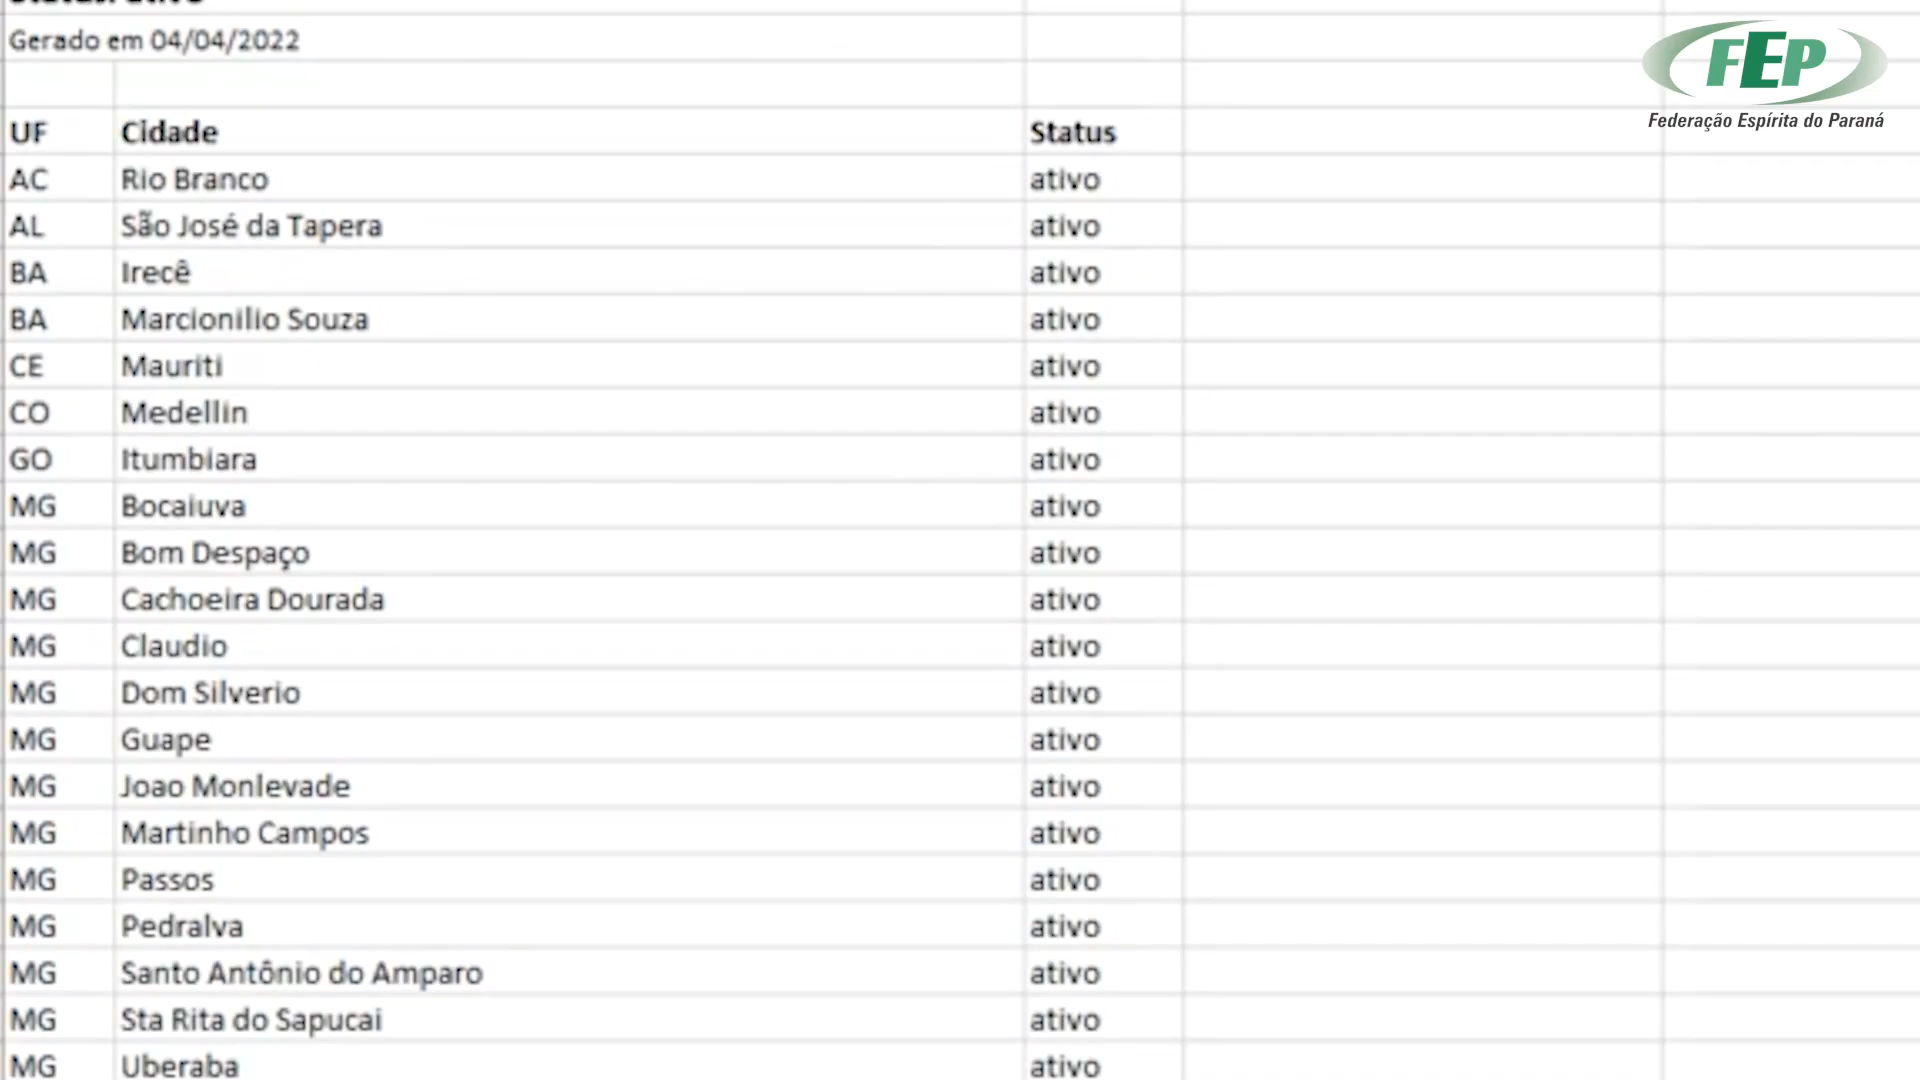 Status: ativo
Gerado em 04/04/2022
FEP
Federação Espírita do Paraná
UF Cidade Status
AC Rio Branco ativo
AL São José da Tapera ativo
BA Irecê ativo
BA Marcionilio Souza ativo
CE Mauriti ativo
CO Medellin ativo
GO Itumbiara ativo
MG Bocaiuva ativo
MG Bom Despaço ativo
MG Cachoeira Dourada ativo
MG Claudio ativo
MG Dom Silverio ativo
MG Guape ativo
MG Joao Monlevade ativo
MG Martinho Campos ativo
MG Passos ativo
MG Pedralva ativo
MG Santo Antônio do Amparo ativo
MG Sta Rita do Sapucai ativo
MG Uberaba ativo